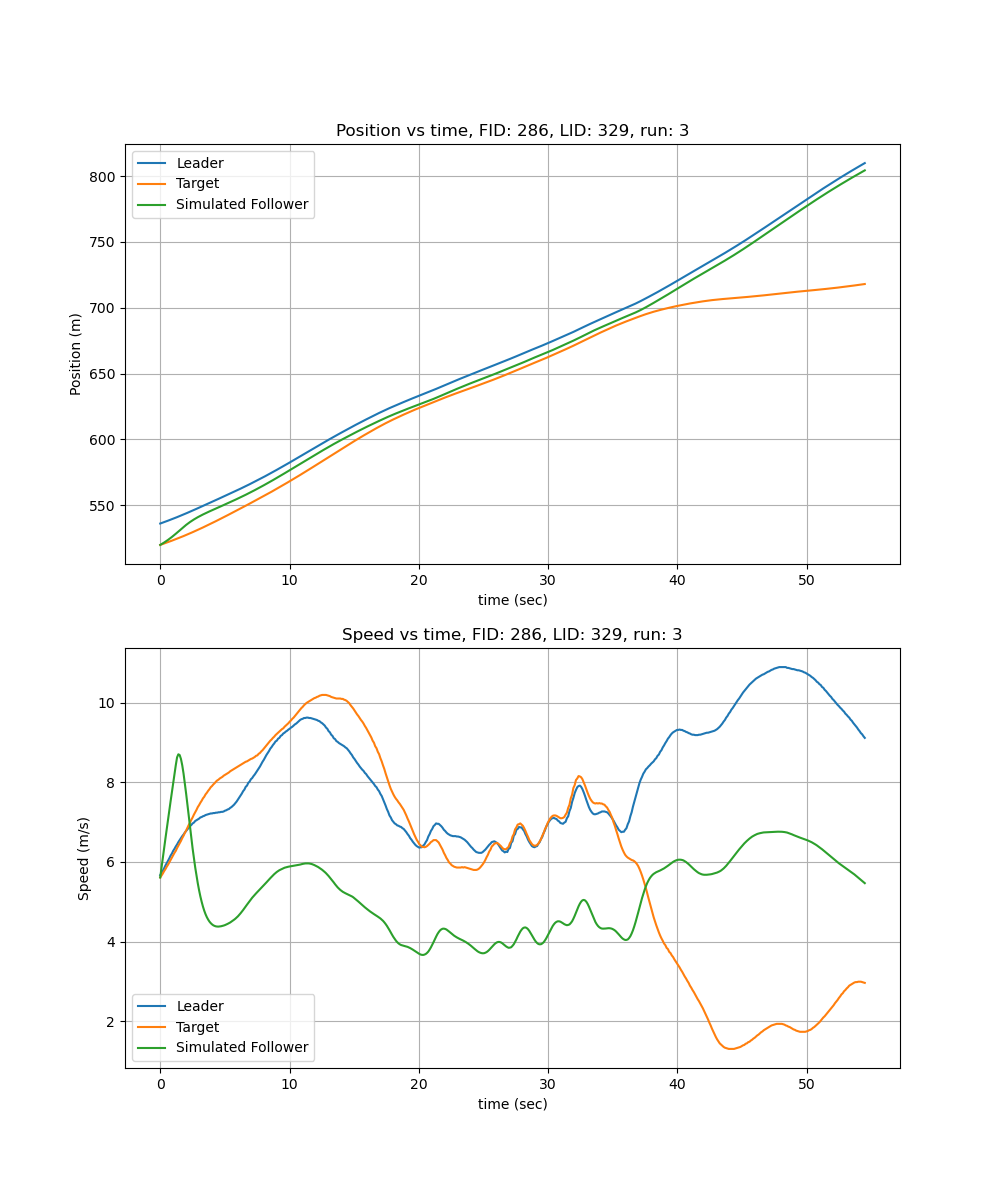 Position vs time, FID: 286, LID: 329, run: 3
Leader
Target
Simulated Follower
800
750
700
650
600
550
Position (m)
0 10 20 30 40 50
time (sec)
Speed vs time, FID: 286, LID: 329, run: 3
10
8
6
4
2
Speed (m/s)
Leader
Target
Simulated Follower
0 10 20 30 40 50
time (sec)